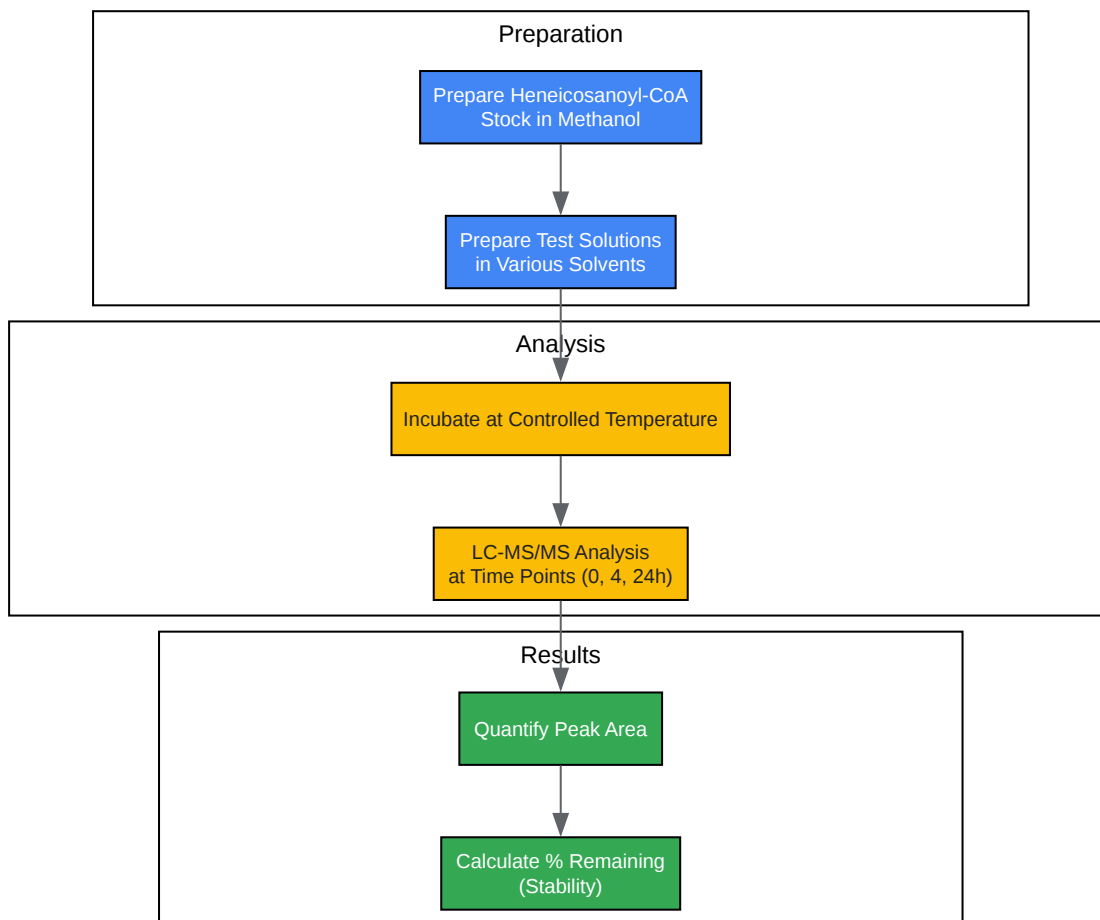 Preparation
Prepare Heneicosanoyl-CoA
Stock in Methanol
Prepare Test Solutions
in Various Solvents
Analysis
Incubate at Controlled Temperature
LC-MS/MS Analysis
at Time Points (0, 4, 24h)
Results
Quantify Peak Area
Calculate % Remaining
(Stability)